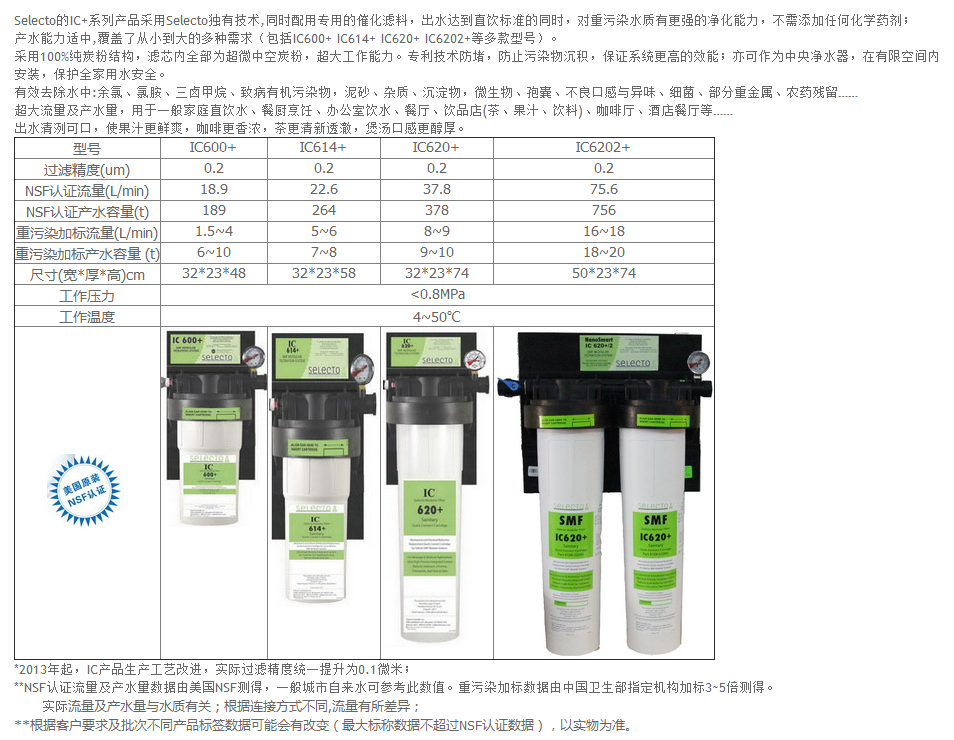 Selecto的IC+系列产品采用Selecto独有技术,同时配用专用的催化滤料，出水达到直饮标准的同时，对重污染水质有更强的净化能力，不需添加任何化学药剂；
产水能力适中,覆盖了从小到大的多种需求（包括IC600+ IC614+ IC620+ IC6202+等多款型号）。
采用100%纯炭粉结构，滤芯内全部为超微中空炭粉，超大工作能力。专利技术防堵，防止污染物沉积，保证系统更高的效能；亦可作为中央净水器，在有限空间内
安装，保护全家用水安全。
有效去除水中:余氯、氯胺、三卤甲烷、致病有机污染物，泥砂、杂质、沉淀物，微生物、孢囊、不良口感与异味、细菌、部分重金属、农药残留……
超大流量及产水量，用于一般家庭直饮水、餐厨烹饪、办公室饮水、餐厅、饮品店(茶、果汁、饮料)、咖啡厅、酒店餐厅等……
出水清洌可口，使果汁更鲜爽，咖啡更香浓，茶更清新透澈，煲汤口感更醇厚。
型号 IC600+ IC614+ IC620+ IC6202+
过滤精度(um) 0.2 0.2 0.2 0.2
NSF认证流量(L/min) 18.9 22.6 37.8 75.6
NSF认证产水容量(t) 189 264 378 756
重污染加标流量(L/min) 1.5~4 5~6 8~9 16~18
重污染加标产水容量 (t) 6~10 7~8 9~10 18~20
尺寸(宽*厚*高)cm 32*23*48 32*23*58 32*23*74 50*23*74
工作压力 <0.8MPa
工作温度 4~50℃
IC 600+
SELECTO
IC
614+
SELECTO
IC
620+
SELECTO
NanoSmart
IC 620+/2
SELECTO
美国原装
NSF认证
SELECTO
IC
600+
Sanitary
SELECTO
IC
614+
Sanitary
IC
620+
Sanitary
SELECTO
SMF
IC620+
Sanitary
SELECTO
SMF
IC620+
Sanitary
*2013年起，IC产品生产工艺改进，实际过滤精度统一提升为0.1微米；
**NSF认证流量及产水量数据由美国NSF测得，一般城市自来水可参考此数值。重污染加标数据由中国卫生部指定机构加标3~5倍测得。
实际流量及产水量与水质有关；根据连接方式不同,流量有所差异；
**根据客户要求及批次不同产品标签数据可能会有改变（最大标称数据不超过NSF认证数据），以实物为准。